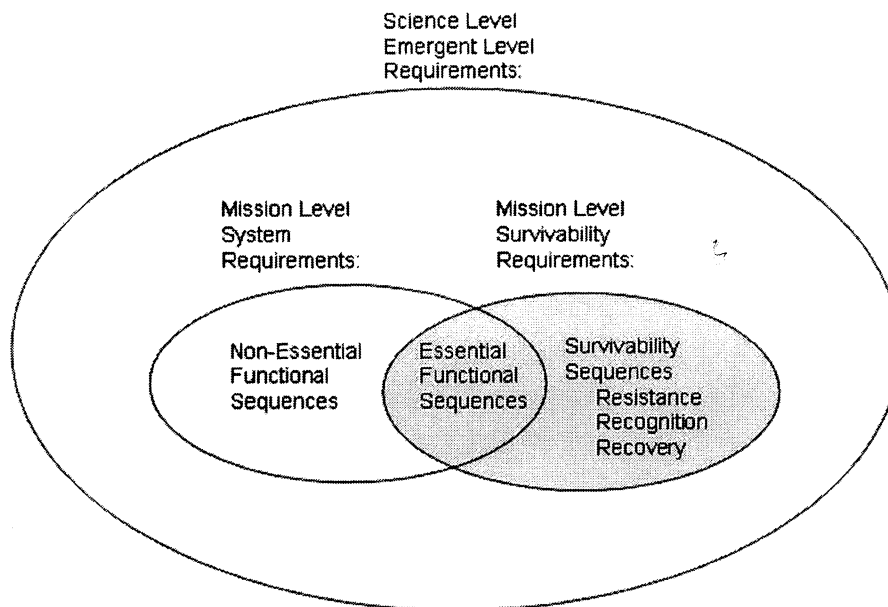 Science Level
Emergent Level
Requirements:
Mission Level
System
Requirements:
Mission Level
Survivability
Requirements:
Non-Essential
Functional
Sequences
Essential
Functional
Sequences
Survivability
Sequences
Resistance
Recognition
Recovery